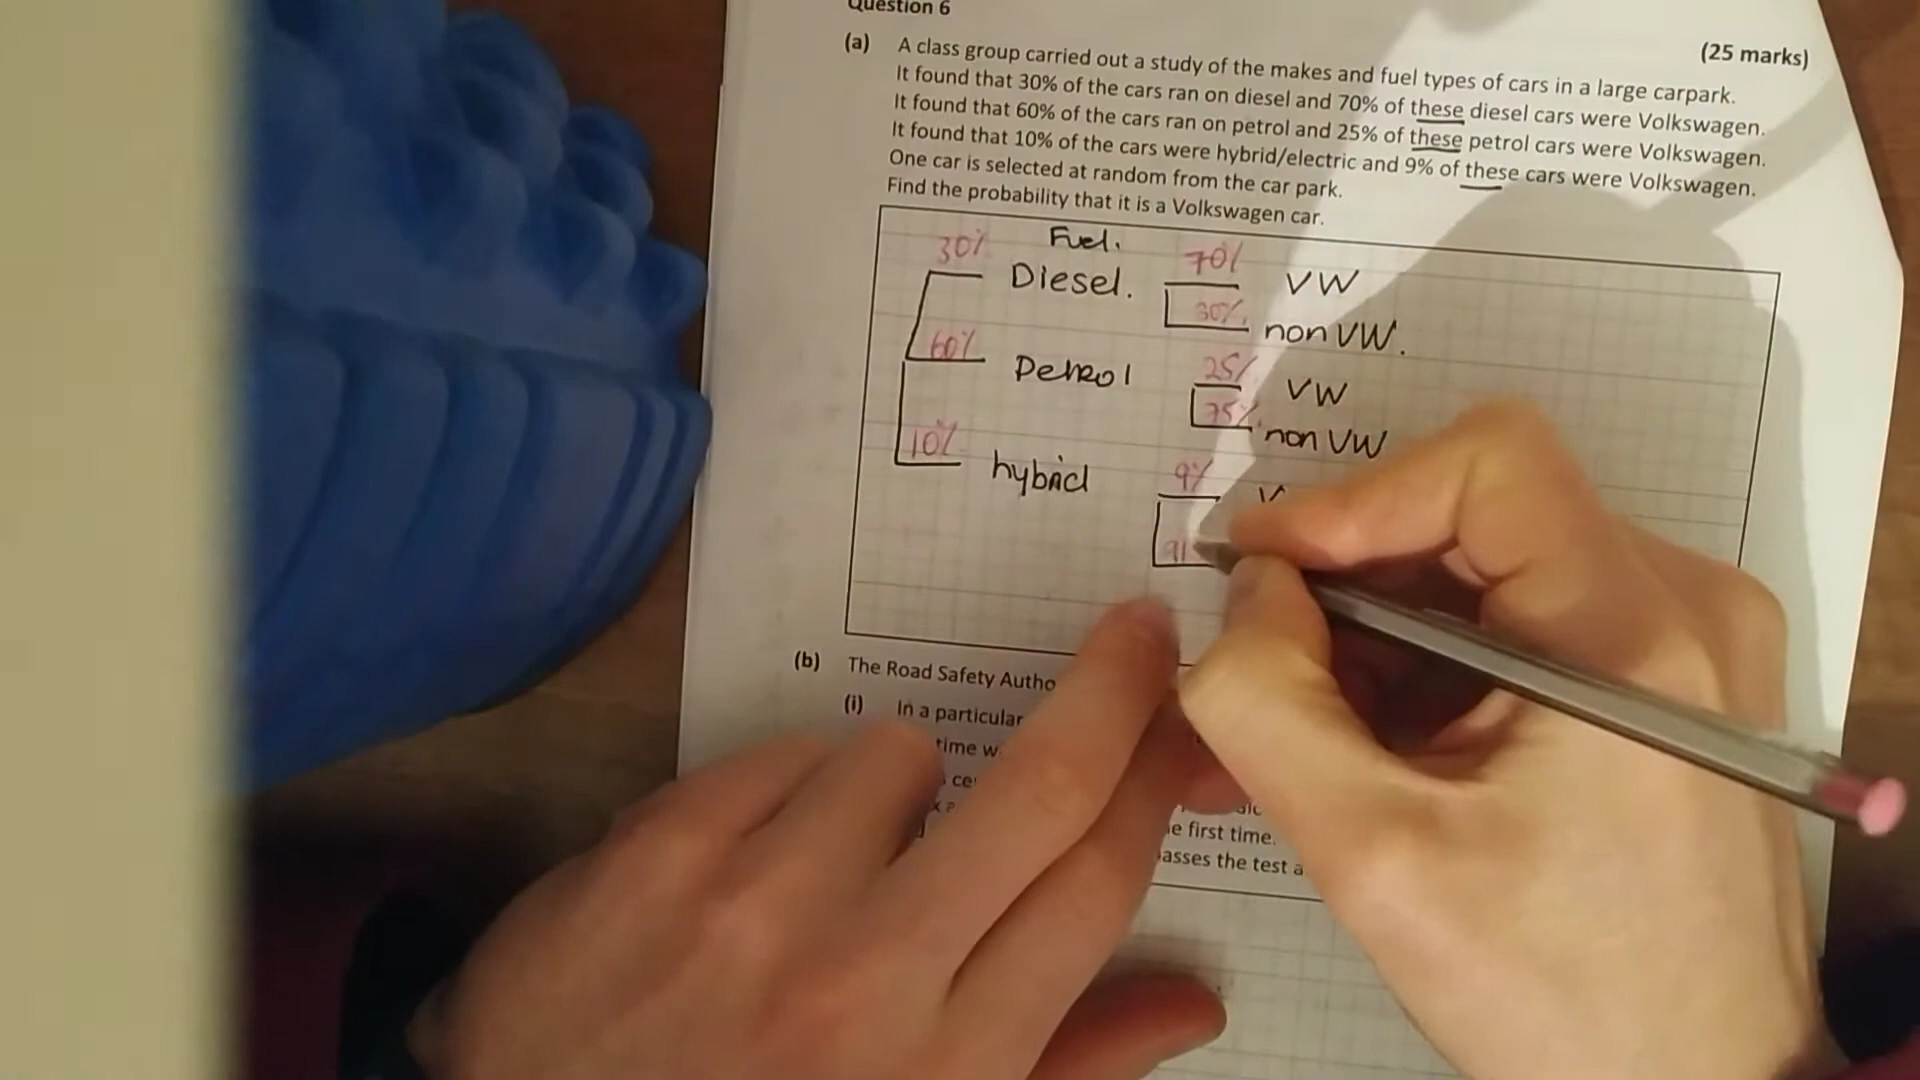 Question 6
(25 marks)
(a) A class group carried out a study of the makes and fuel types of cars in a large carpark.
It found that 30% of the cars ran on diesel and 70% of these diesel cars were Volkswagen.
It found that 60% of the cars ran on petrol and 25% of these petrol cars were Volkswagen.
It found that 10% of the cars were hybrid/electric and 9% of these cars were Volkswagen.
One car is selected at random from the car park.
Find the probability that it is a Volkswagen car.
Fuel.
30% Diesel. 70% VW
30% non VW.
60% Petrol 25% VW
75% non VW
10% hybrid 9% V
91
(b) The Road Safety Autho
(i) In a particular
time w
ce
x?
e first time.
asses the test a